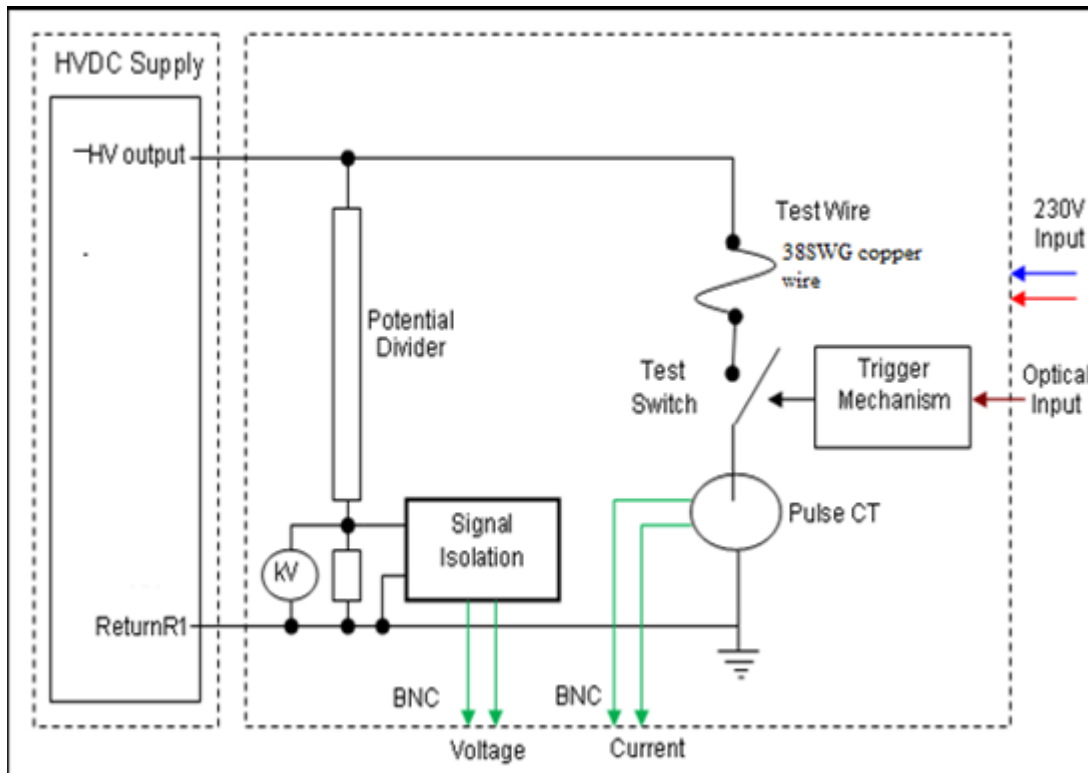 HVDC Supply
HV output
Test Wire
38SWG copper
wire
230V
Input
Potential
Divider
Test
Switch
Trigger
Mechanism
Optical
Input
Signal
Isolation
Pulse CT
KV
ReturnR1
BNC
BNC
Voltage
Current